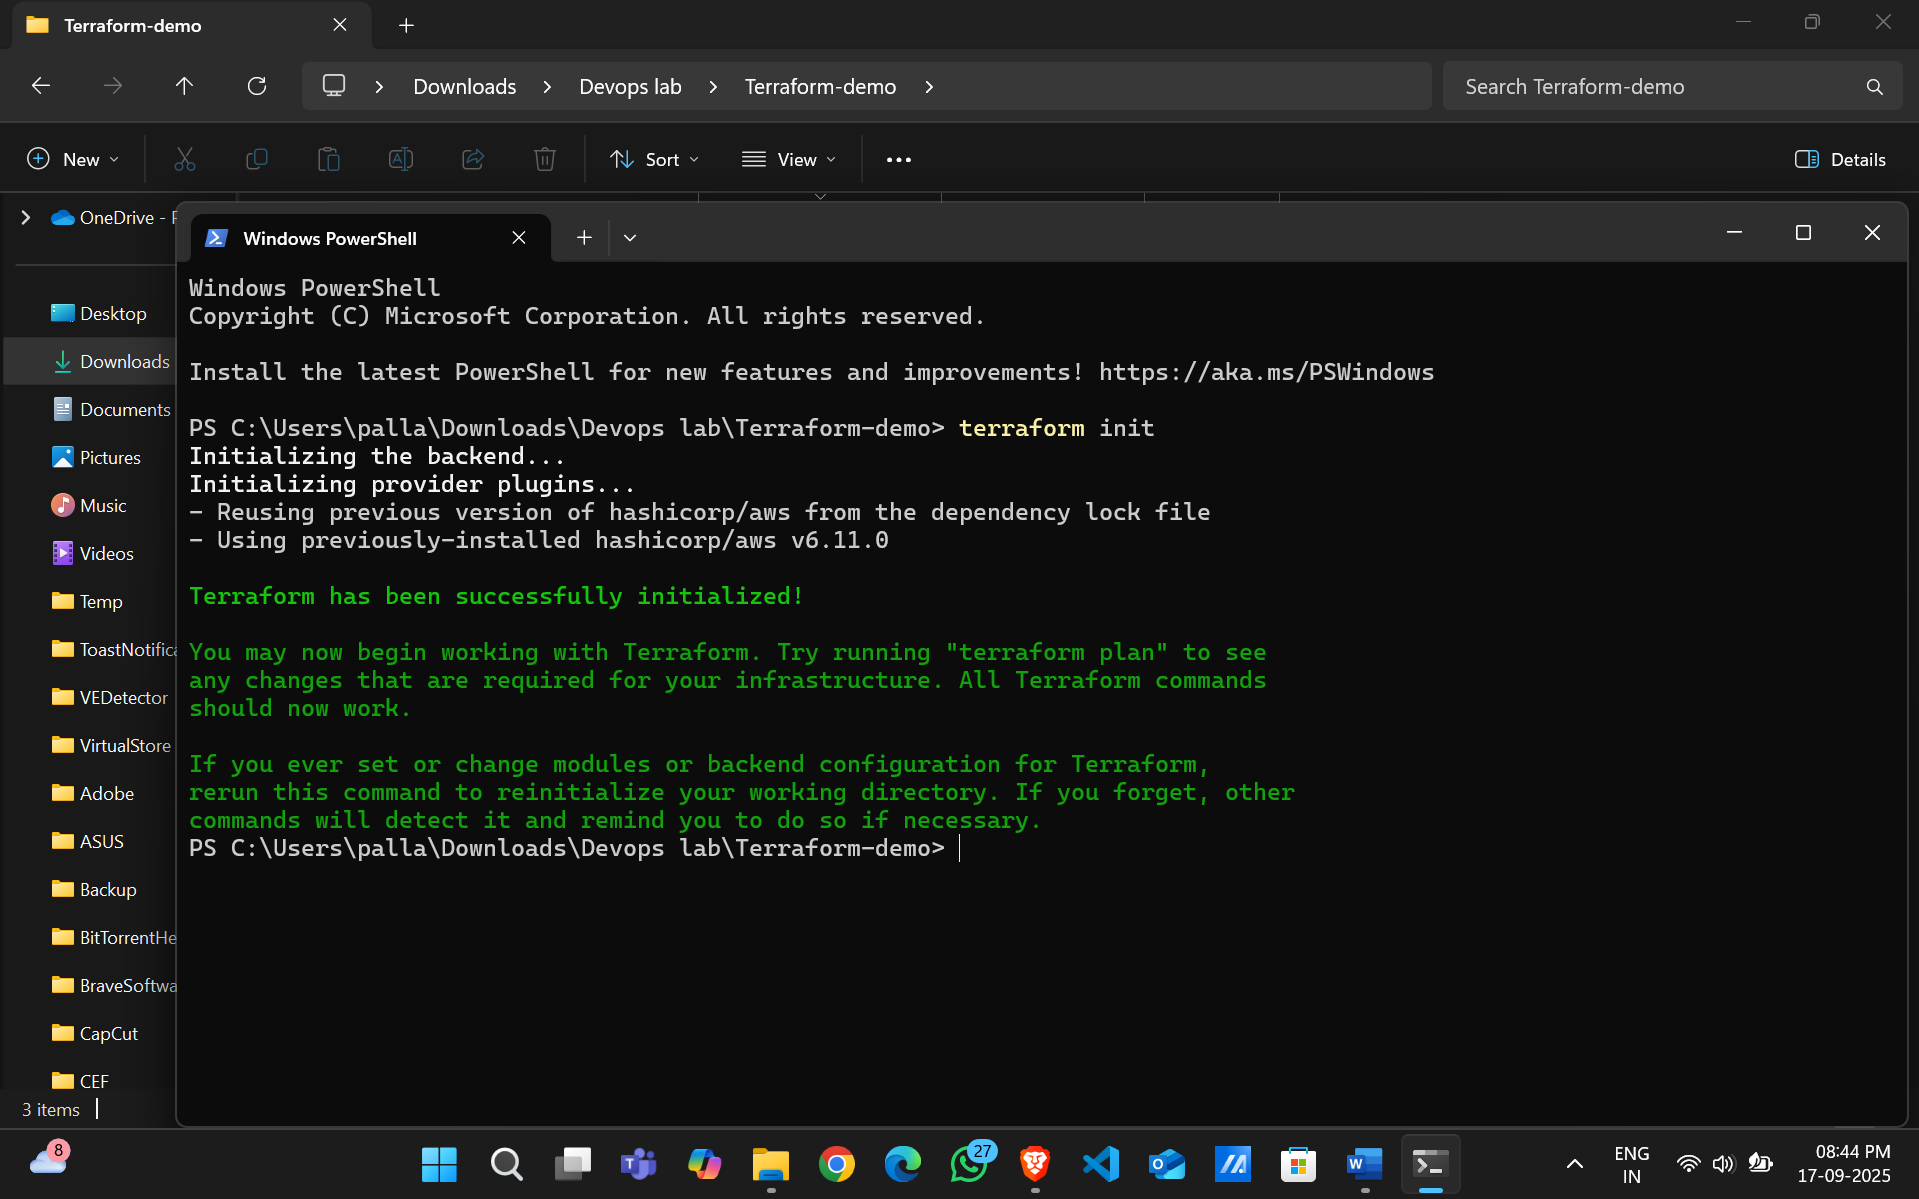 Terraform-demo
Downloads > Devops lab > Terraform-demo >
Search Terraform-demo
New
Sort
View
Details
OneDrive - P
Desktop
Downloads
Documents
Pictures
Music
Videos
Temp
ToastNotifica
VEDetector
VirtualStore
Adobe
ASUS
Backup
BitTorrentHe
BraveSoftwa
CapCut
CEF
3 items
Windows PowerShell
Windows PowerShell
Copyright (C) Microsoft Corporation. All rights reserved.
Install the latest PowerShell for new features and improvements! https://aka.ms/PSWindows
PS C:\Users\palla\Downloads\Devops lab\Terraform-demo> terraform init
Initializing the backend...
Initializing provider plugins...
- Reusing previous version of hashicorp/aws from the dependency lock file
- Using previously-installed hashicorp/aws v6.11.0
Terraform has been successfully initialized!
You may now begin working with Terraform. Try running "terraform plan" to see
any changes that are required for your infrastructure. All Terraform commands
should now work.
If you ever set or change modules or backend configuration for Terraform,
rerun this command to reinitialize your working directory. If you forget, other
commands will detect it and remind you to do so if necessary.
PS C:\Users\palla\Downloads\Devops lab\Terraform-demo>
8
27
ENG
IN
08:44 PM
17-09-2025